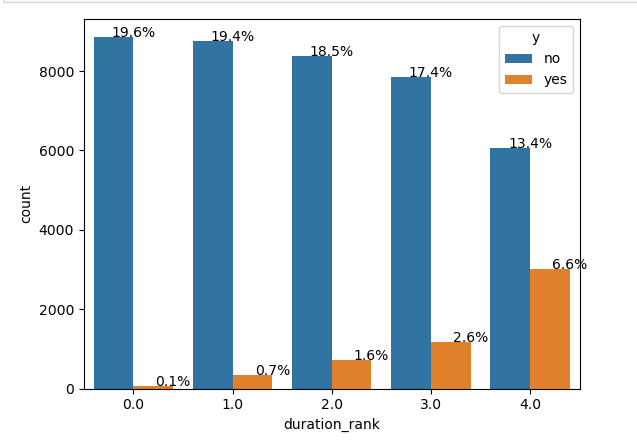 19.6%
19.4%
18.5%
17.4%
13.4%
6.6%
2.6%
1.6%
0.7%
0.1%
y
no
yes
8000
6000
4000
2000
0
count
0.0 1.0 2.0 3.0 4.0
duration_rank